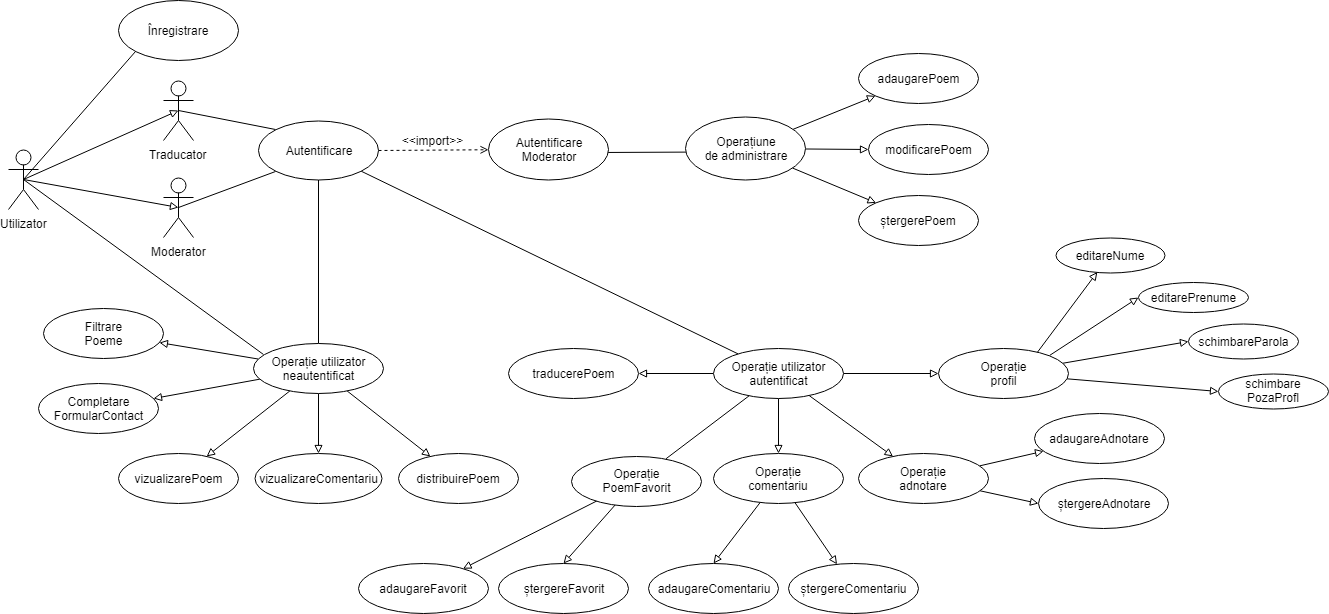 Înregistrare
Traducator
Utilizator
Moderator
Autentificare
<<import>>
Autentificare
Moderator
Operațiune
de administrare
adaugarePoem
modificarePoem
ștergerePoem
Filtrare
Poeme
Completare
FormularContact
Operație utilizator
neautentificat
vizualizarePoem
vizualizareComentariu
distribuirePoem
traducerePoem
Operație utilizator
autentificat
Operație
profil
editareNume
editarePrenume
schimbareParola
schimbare
PozaProfl
Operație
PoemFavorit
Operație
comentariu
Operație
adnotare
adaugareAdnotare
ștergereAdnotare
adaugareFavorit
ștergereFavorit
adaugareComentariu
ștergereComentariu